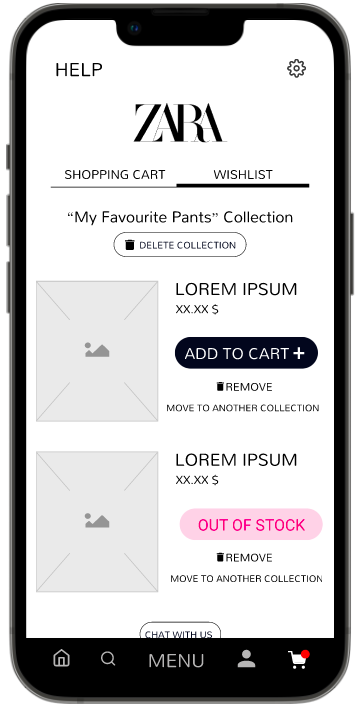 HELP
ZARA
SHOPPING CART WISHLIST
“My Favourite Pants” Collection
DELETE COLLECTION
LOREM IPSUM
XX.XX $
ADD TO CART +
REMOVE
MOVE TO ANOTHER COLLECTION
LOREM IPSUM
XX.XX $
OUT OF STOCK
REMOVE
MOVE TO ANOTHER COLLECTION
CHAT WITH US
MENU